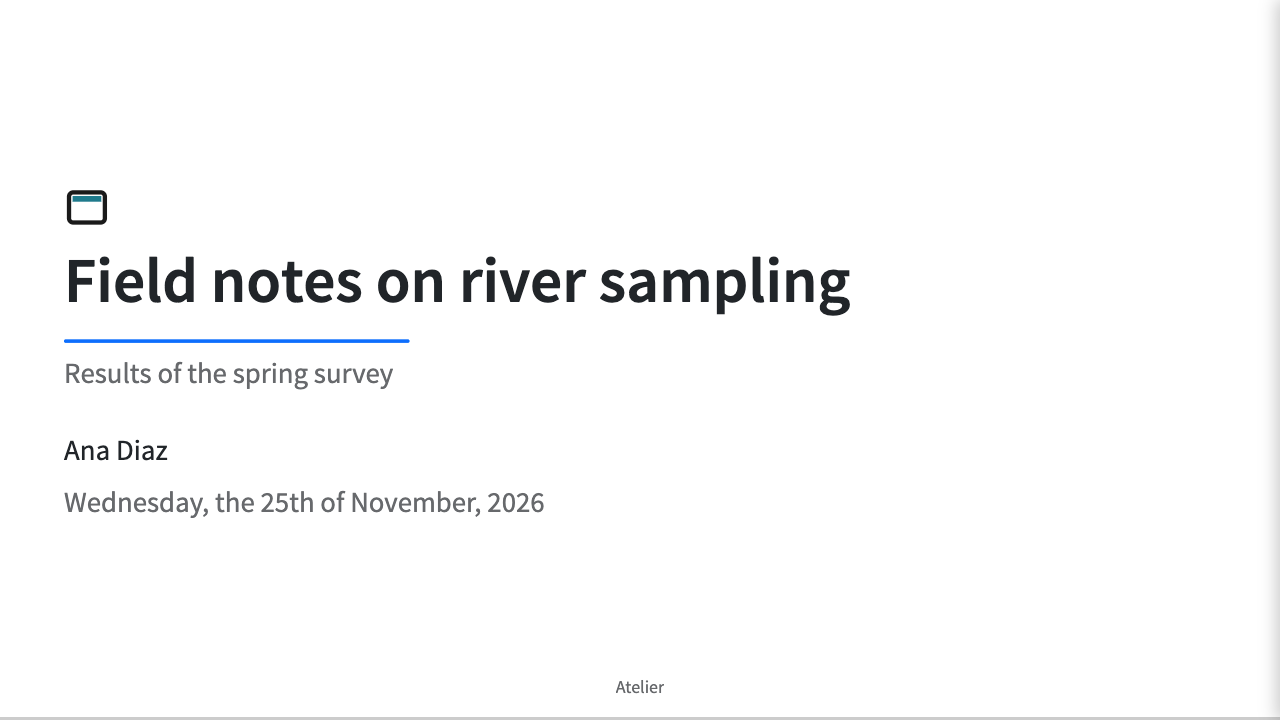 Field notes on river sampling
Results of the spring survey
Ana Diaz
Wednesday, the 25th of November, 2026
Atelier